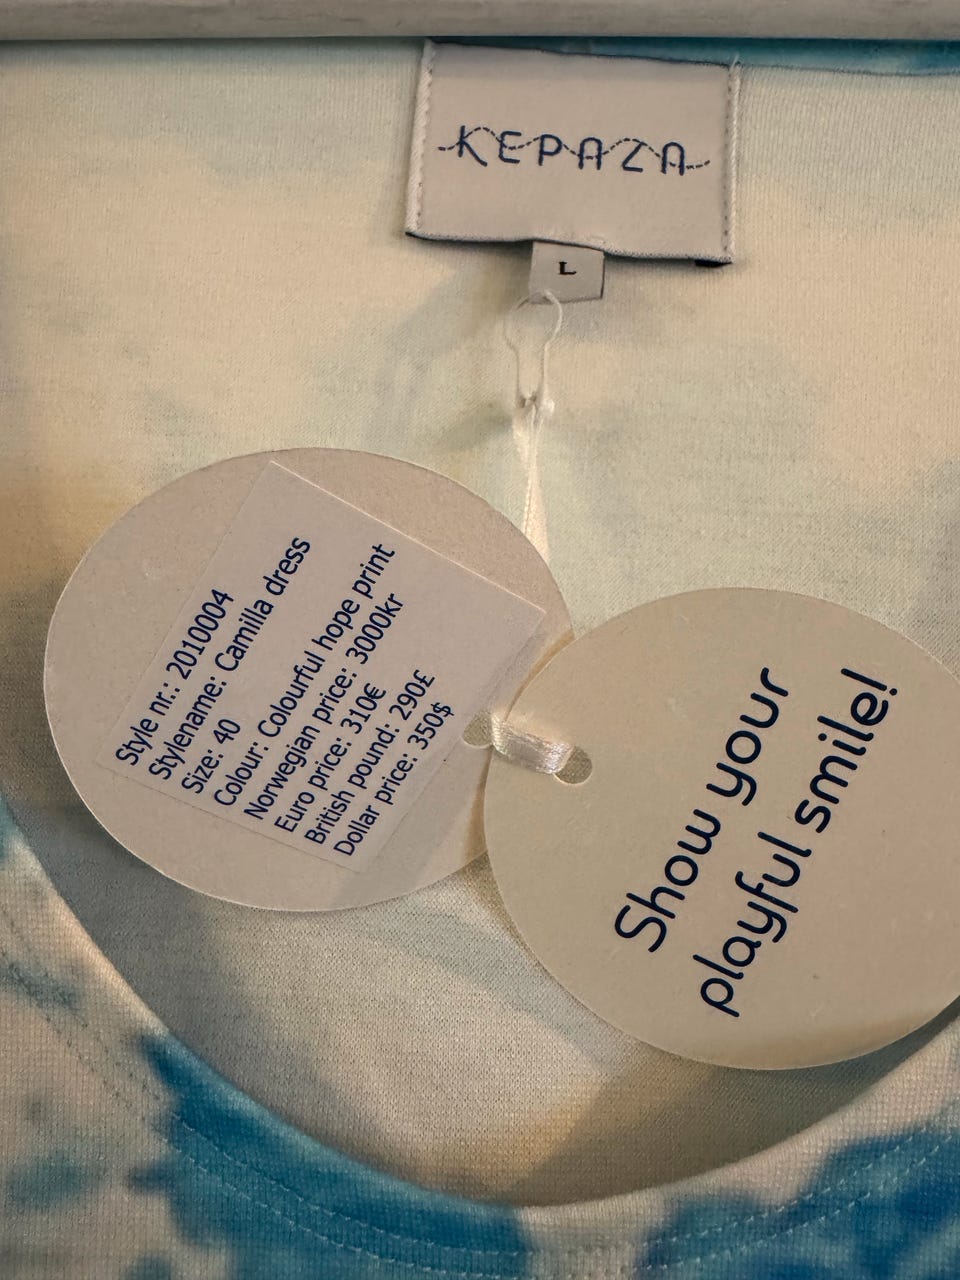 KEPAZA
L
Style nr.: 2010004
Stylename: Camilla dress
Size: 40
Colour: Colourful hope print
Norwegian price: 3000kr
Euro price: 310€
British pound: 290£
Dollar price: 350$
Show your
playful smile!